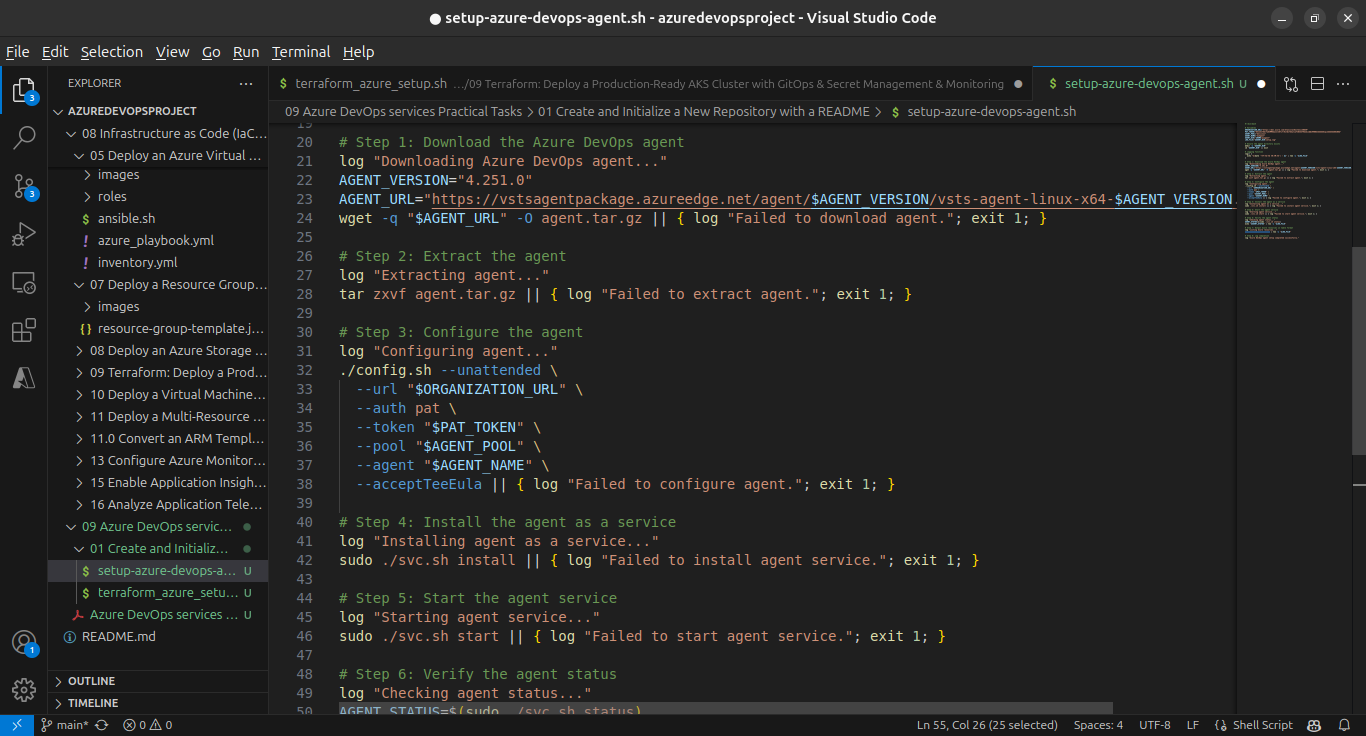 setup-azure-devops-agent.sh - azuredevopsproject - Visual Studio Code
File Edit Selection View Go Run Terminal Help
EXPLORER
AZUREDEVOPSPROJECT
08 Infrastructure as Code (IaC...
05 Deploy an Azure Virtual ...
images
roles
$ ansible.sh
! azure_playbook.yml
! inventory.yml
07 Deploy a Resource Group...
images
{} resource-group-template.j...
08 Deploy an Azure Storage ...
09 Terraform: Deploy a Prod...
10 Deploy a Virtual Machine...
11 Deploy a Multi-Resource ...
11.0 Convert an ARM Templ...
13 Configure Azure Monitor...
15 Enable Application Insigh...
16 Analyze Application Tele...
09 Azure DevOps servic...
01 Create and Initializ...
$ setup-azure-devops-a... U
$ terraform_azure_setu... U
Azure DevOps services ... U
README.md
OUTLINE
TIMELINE
3
3
1
$ terraform_azure_setup.sh .../09 Terraform: Deploy a Production-Ready AKS Cluster with GitOps & Secret Management & Monitoring
$ setup-azure-devops-agent.sh U
09 Azure DevOps services Practical Tasks > 01 Create and Initialize a New Repository with a README > $ setup-azure-devops-agent.sh
19
20 # Step 1: Download the Azure DevOps agent
21 log "Downloading Azure DevOps agent..."
22 AGENT_VERSION="4.251.0"
23 AGENT_URL="https://vstsagentpackage.azureedge.net/agent/$AGENT_VERSION/vsts-agent-linux-x64-$AGENT_VERSION.
24 wget -q "$AGENT_URL" -O agent.tar.gz || { log "Failed to download agent."; exit 1; }
25
26 # Step 2: Extract the agent
27 log "Extracting agent..."
28 tar zxvf agent.tar.gz || { log "Failed to extract agent."; exit 1; }
29
30 # Step 3: Configure the agent
31 log "Configuring agent..."
32 ./config.sh --unattended \
33 --url "$ORGANIZATION_URL" \
34 --auth pat \
35 --token "$PAT_TOKEN" \
36 --pool "$AGENT_POOL" \
37 --agent "$AGENT_NAME" \
38 --acceptTeeEula || { log "Failed to configure agent."; exit 1; }
39
40 # Step 4: Install the agent as a service
41 log "Installing agent as a service..."
42 sudo ./svc.sh install || { log "Failed to install agent service."; exit 1; }
43
44 # Step 5: Start the agent service
45 log "Starting agent service..."
46 sudo ./svc.sh start || { log "Failed to start agent service."; exit 1; }
47
48 # Step 6: Verify the agent status
49 log "Checking agent status..."
50 AGENT_STATUS=$(sudo ./svc.sh status)
main* 0 0 Ln 55, Col 26 (25 selected) Spaces: 4 UTF-8 LF Shell Script